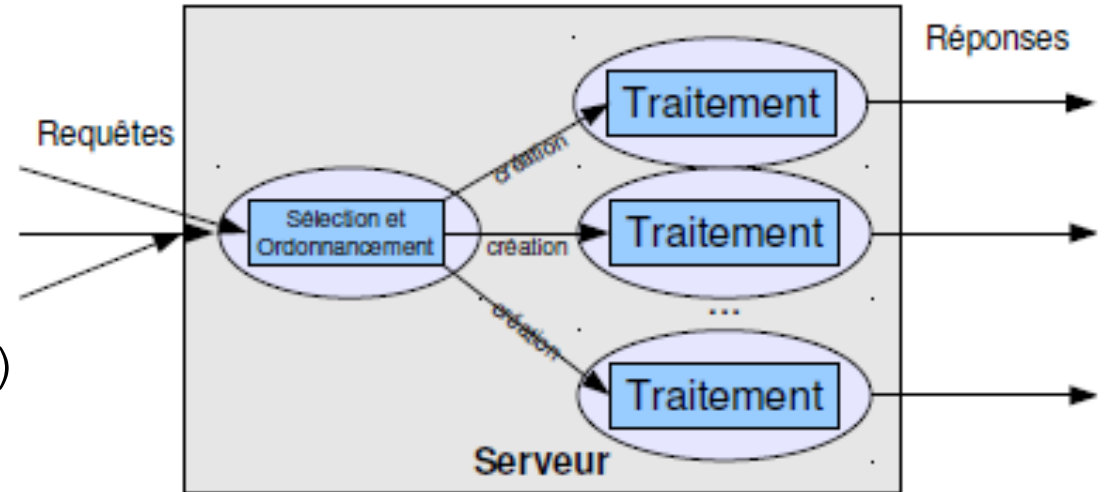 Réponses
Requêtes
Traitement
création
Sélection et
Ordonnancement
création
Traitement
...
création
Traitement
)
Serveur